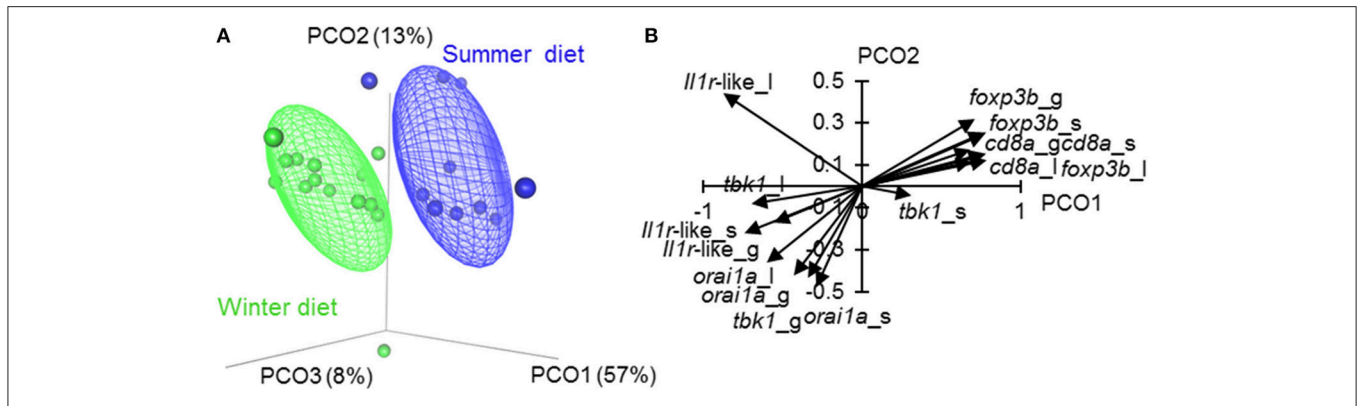 A
PCO2 (13%)
Summer diet
Winter diet
PCO3 (8%)
PCO1 (57%)
B
PCO2
0.5
Il1r-like_l
foxp3b_g
0.3
foxp3b_s
cd8a_gcd8a_s
0.1
cd8a_l foxp3b_l
tbk1_l
-1
0
1
PCO1
tbk1_s
Il1r-like_s
Il1r-like_g
-0.3
orai1a_l
orai1a_g
-0.5
tbk1_g
orai1a_s